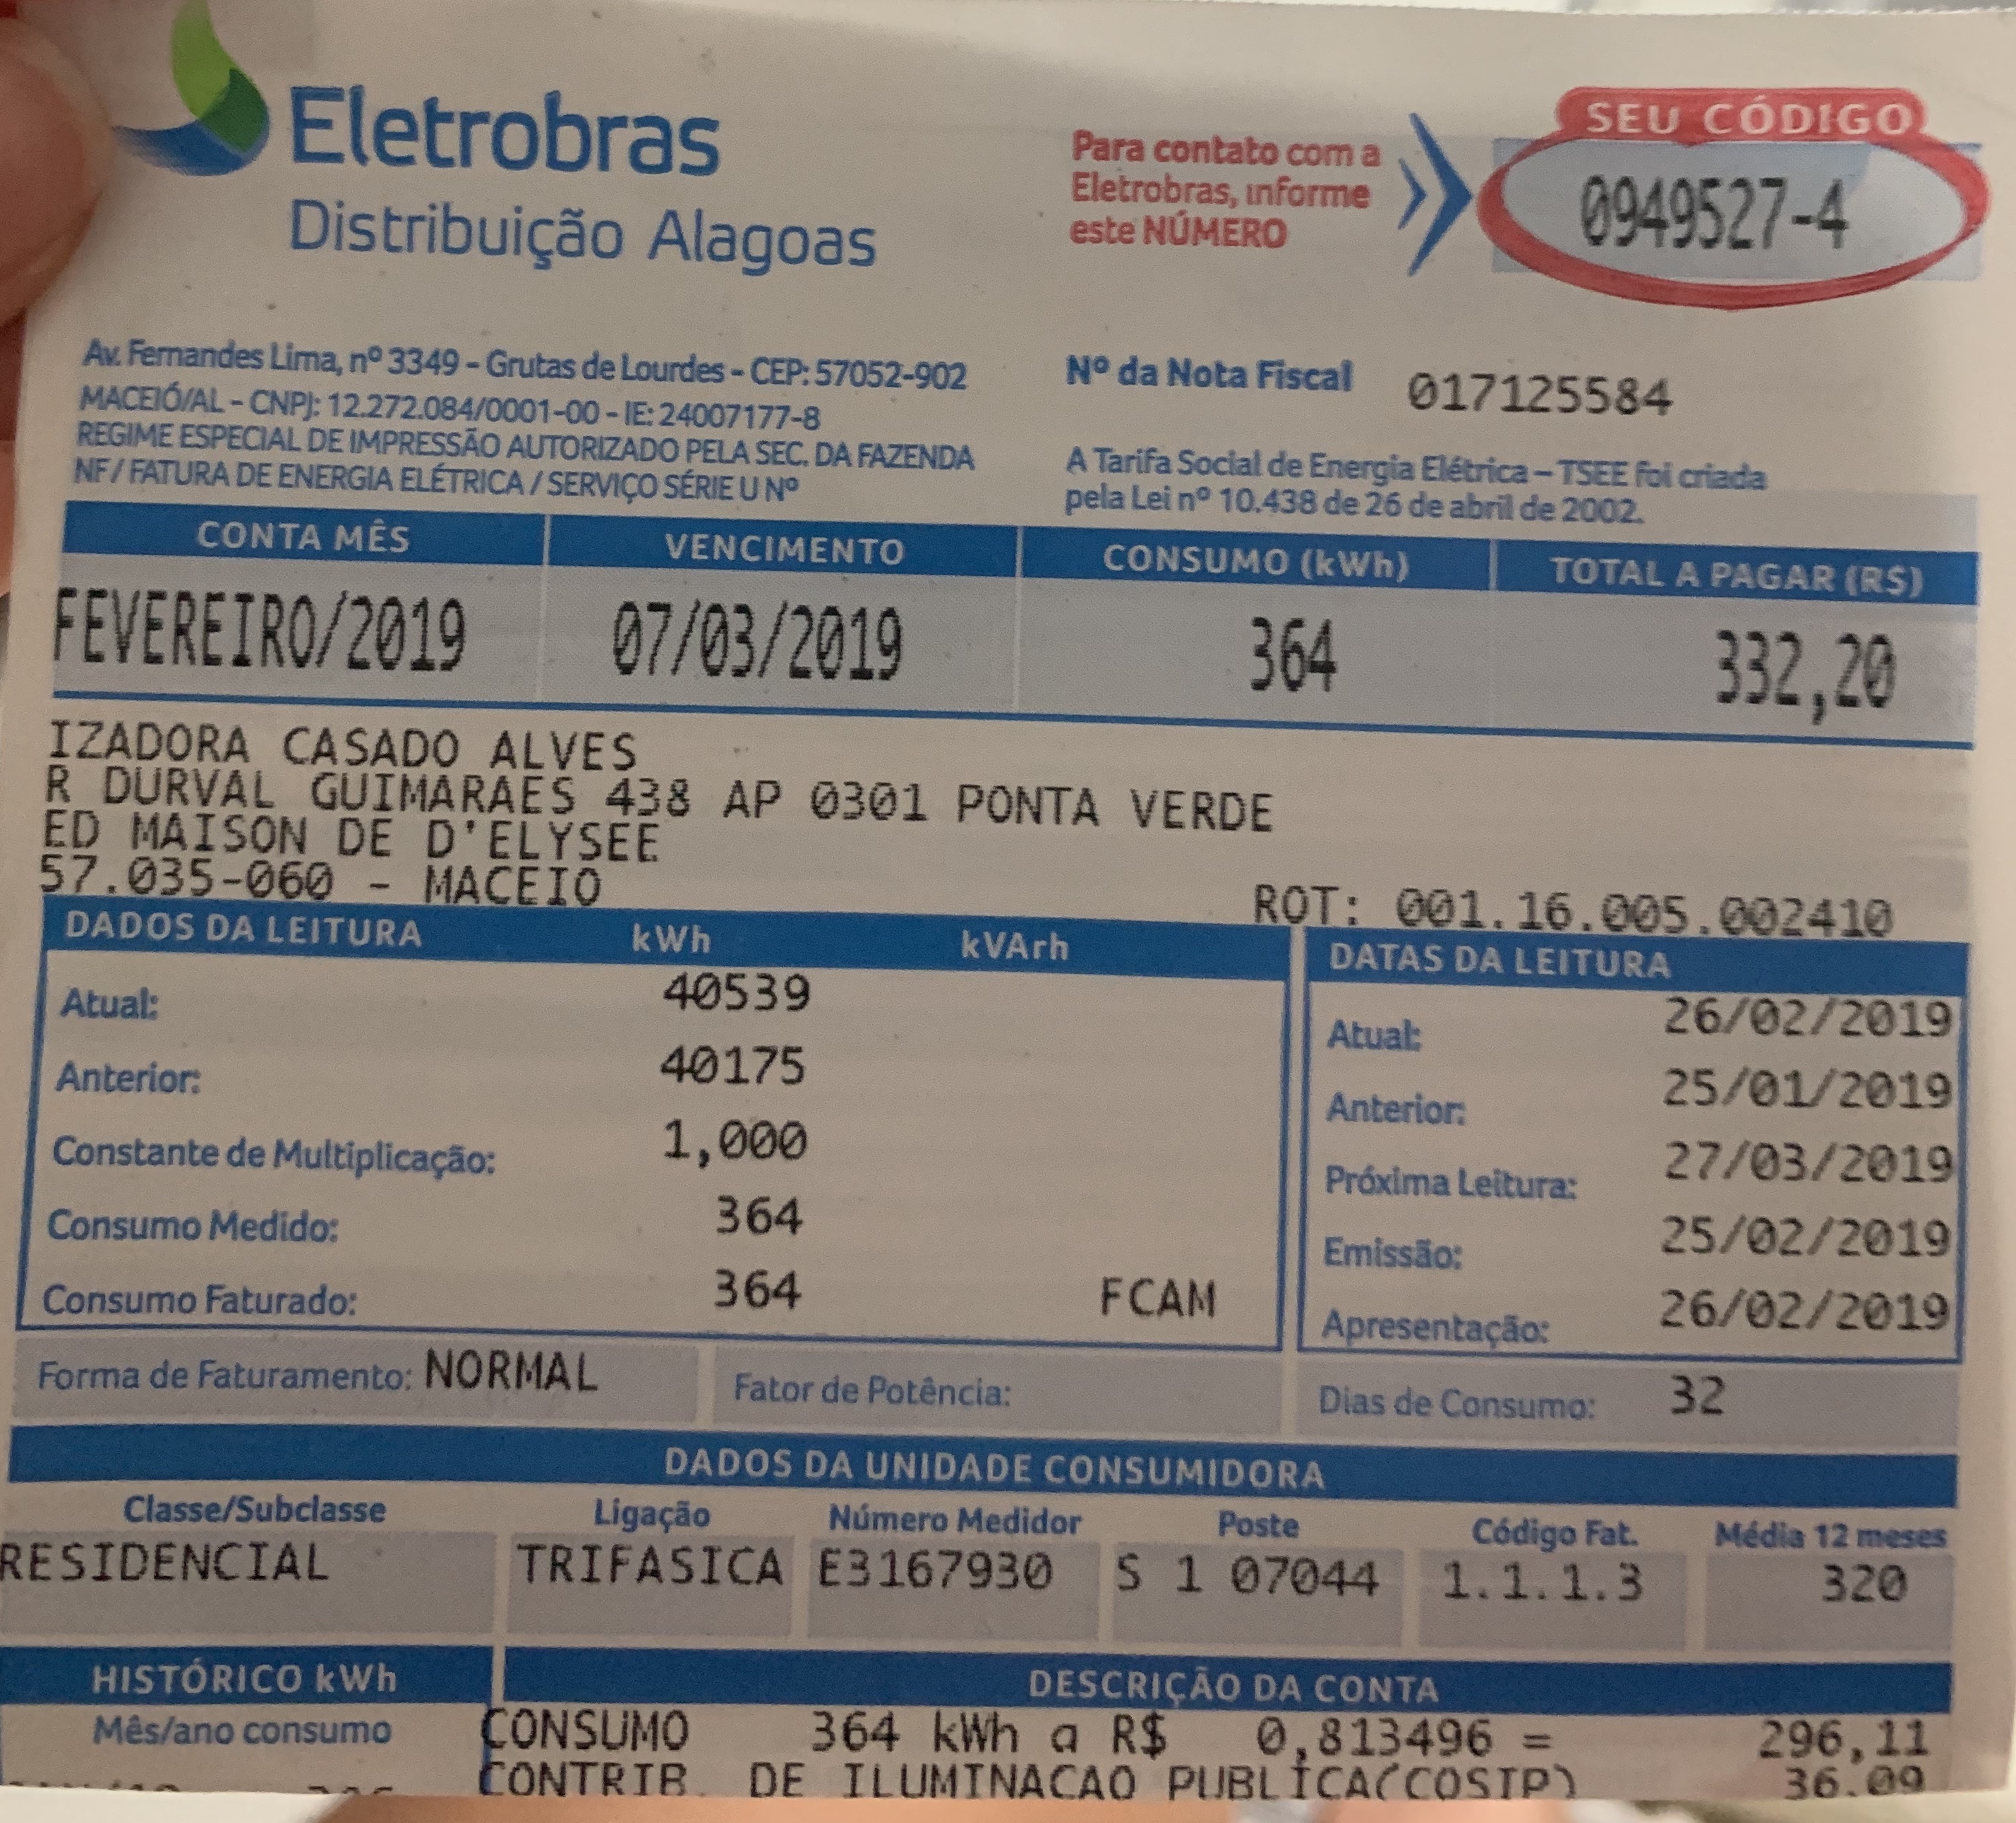 Eletrobras
Distribuição Alagoas
Para contato com a
Eletrobras, informe
este NÚMERO
SEU CÓDIGO
0949527-4
Av. Fernandes Lima, nº 3349 - Grutas de Lourdes - CEP: 57052-902
MACEIÓ/AL - CNPJ: 12.272.084/0001-00 - IE: 24007177-8
REGIME ESPECIAL DE IMPRESSÃO AUTORIZADO PELA SEC. DA FAZENDA
NF / FATURA DE ENERGIA ELÉTRICA / SERVIÇO SÉRIE U Nº
Nº da Nota Fiscal 017125584
A Tarifa Social de Energia Elétrica – TSEE foi criada
pela Lei nº 10.438 de 26 de abril de 2002.
CONTA MÊS VENCIMENTO CONSUMO (kWh) TOTAL A PAGAR (R$)
FEVEREIRO/2019 07/03/2019 364 332,20
IZADORA CASADO ALVES
R DURVAL GUIMARAES 438 AP 0301 PONTA VERDE
ED MAISON DE D'ELYSEE
57.035-060 - MACEIO
ROT: 001.16.005.002410
DADOS DA LEITURA kWh kVArh
Atual: 40539
Anterior: 40175
Constante de Multiplicação: 1,000
Consumo Medido: 364
Consumo Faturado: 364 FCAM
DATAS DA LEITURA
Atual: 26/02/2019
Anterior: 25/01/2019
Próxima Leitura: 27/03/2019
Emissão: 25/02/2019
Apresentação: 26/02/2019
Forma de Faturamento: NORMAL Fator de Potência: Dias de Consumo: 32
DADOS DA UNIDADE CONSUMIDORA
Classe/Subclasse Ligação Número Medidor Poste Código Fat. Média 12 meses
RESIDENCIAL TRIFASICA E3167930 S 1 07044 1.1.1.3 320
HISTÓRICO kWh
Mês/ano consumo
DESCRIÇÃO DA CONTA
CONSUMO 364 kWh a R$ 0,813496 = 296,11
CONTRIB. DE ILUMINACAO PUBLICA(COSIP) 36,09